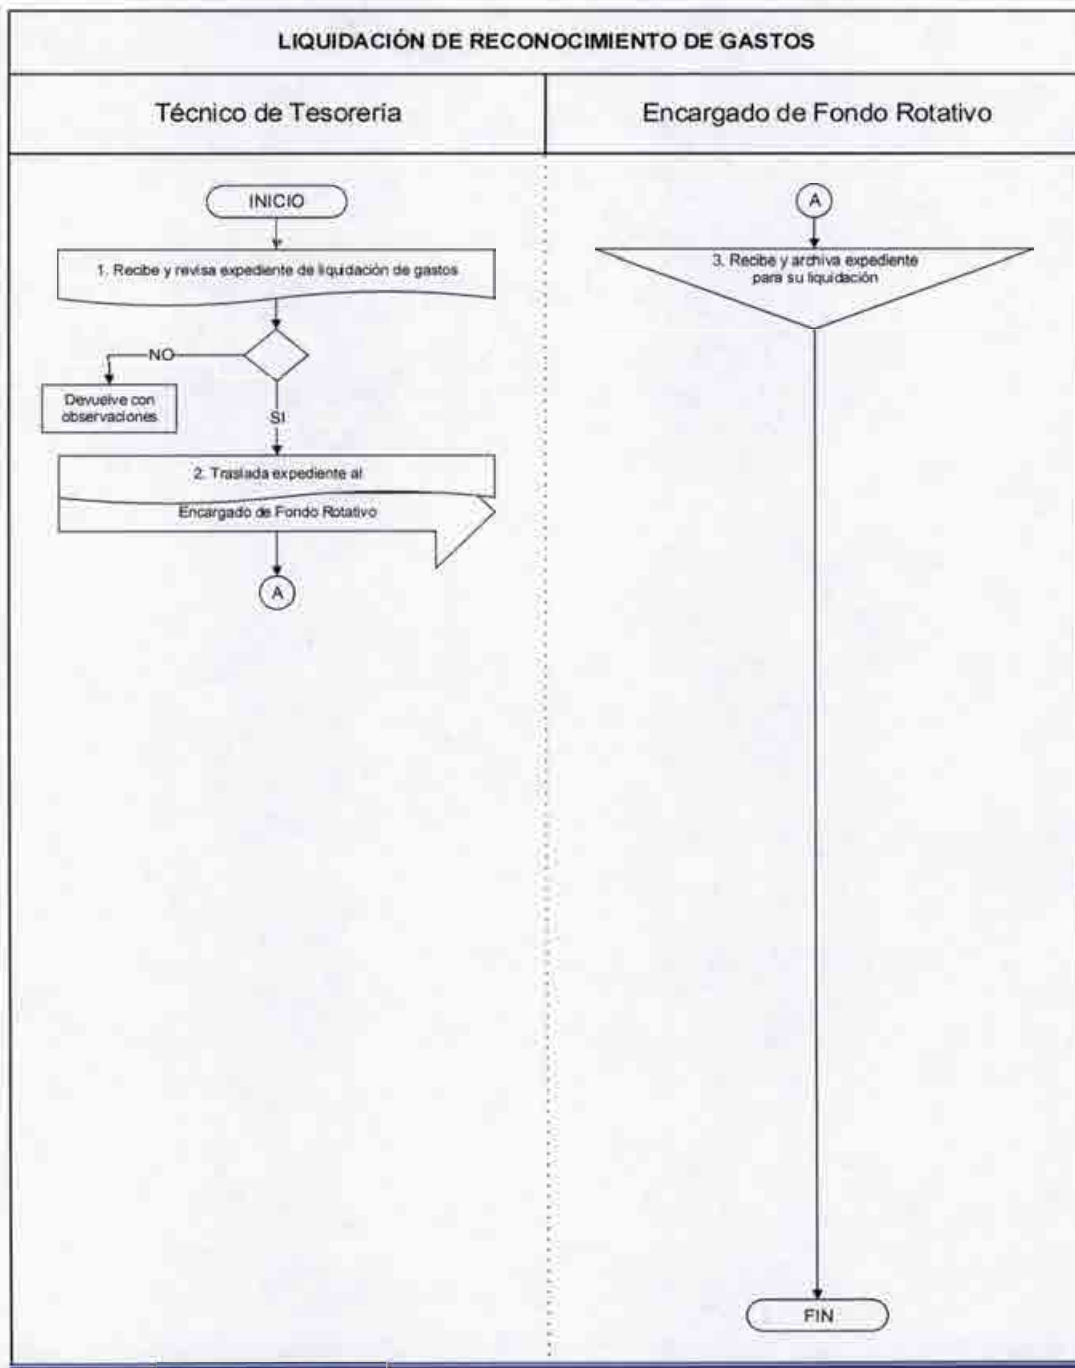 LIQUIDACIÓN DE RECONOCIMIENTO DE GASTOS
Técnico de Tesorería
Encargado de Fondo Rotativo
INICIO
1. Recibe y revisa expediente de liquidación de gastos
NO
Devuelve con
observaciones
SI
2. Traslada expediente al
Encargado de Fondo Rotativo
A
A
3. Recibe y archiva expediente
para su liquidación
FIN